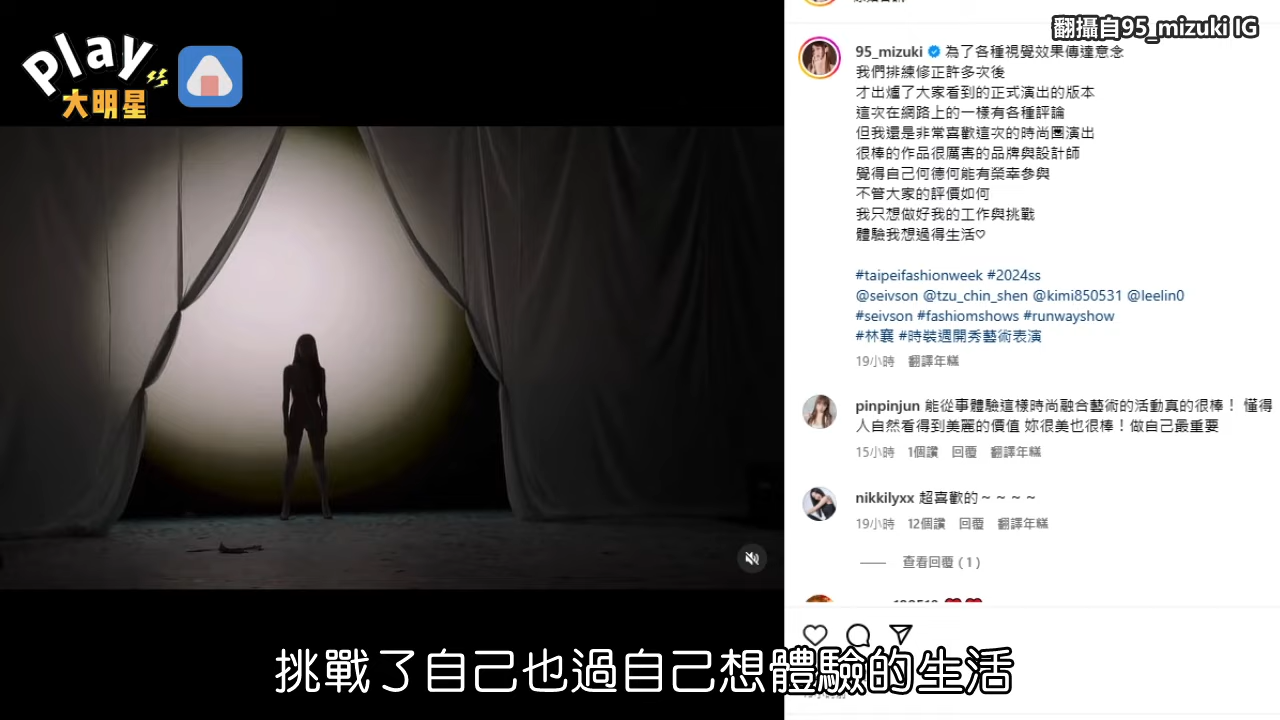 Play
大明星
翻攝自95_mizuki IG
95_mizuki 為了各種視覺效果傳達意念
我們排練修正許多次後
才出爐了大家看到的正式演出的版本
這次在網路上的一樣有各種評論
但我還是非常喜歡這次的時尚圈演出
很棒的作品很厲害的品牌與設計師
覺得自己何德何能有榮幸參與
不管大家的評價如何
我只想做好我的工作與挑戰
體驗我想過得生活♡
#taipeifashionweek #2024ss
@seivson @tzu_chin_shen @kimi850531 @leelin0
#seivson #fashiomshows #runwayshow
#林襄 #時裝週開秀藝術表演
19小時 翻譯年糕
pinpinjun 能從事體驗這樣時尚融合藝術的活動真的很棒！ 懂得
人自然看得到美麗的價值 妳很美也很棒！做自己最重要
15小時 1個讚 回覆 翻譯年糕
nikkilyxx 超喜歡的～～～～
19小時 12個讚 回覆 翻譯年糕
查看回覆 ( 1 )
挑戰了自己也過自己想體驗的生活